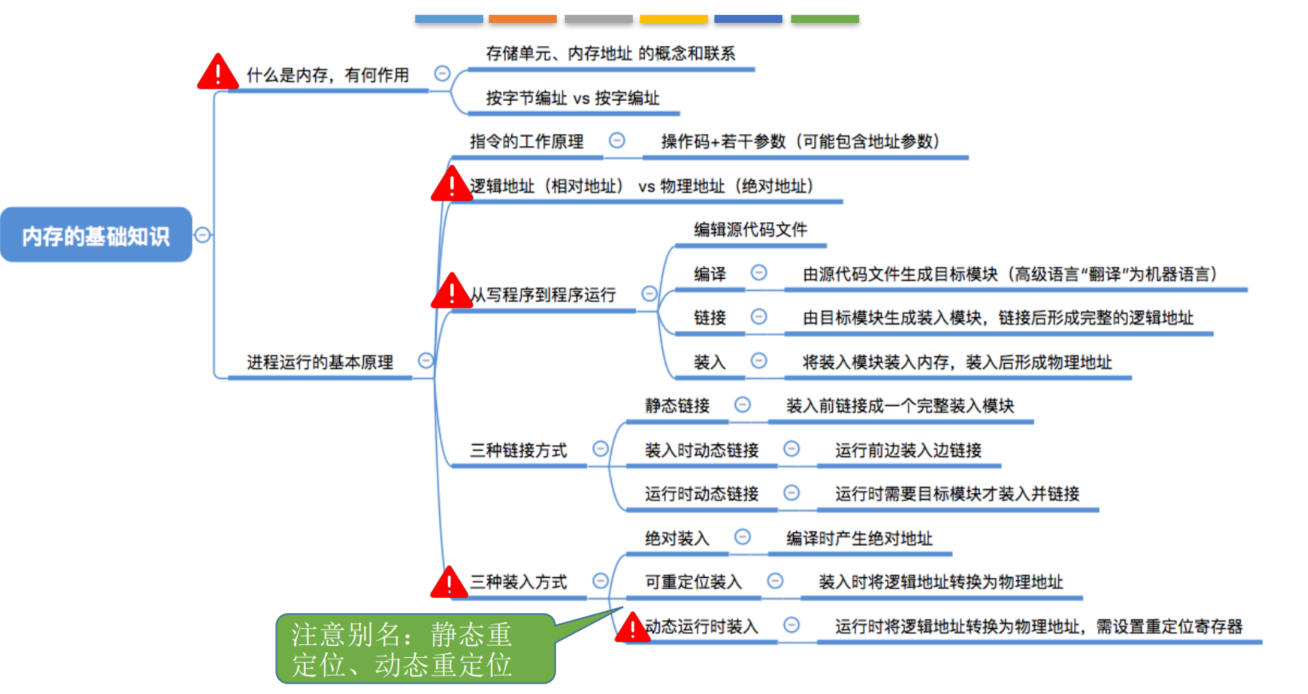 什么是内存，有何作用
存储单元、内存地址 的概念和联系
按字节编址 vs 按字编址
内存的基础知识
进程运行的基本原理
指令的工作原理
操作码+若干参数（可能包含地址参数）
逻辑地址（相对地址） vs 物理地址（绝对地址）
从写程序到程序运行
编辑源代码文件
编译
由源代码文件生成目标模块（高级语言“翻译”为机器语言）
链接
由目标模块生成装入模块，链接后形成完整的逻辑地址
装入
将装入模块装入内存，装入后形成物理地址
三种链接方式
静态链接
装入前链接成一个完整装入模块
装入时动态链接
运行前边装入边链接
运行时动态链接
运行时需要目标模块才装入并链接
三种装入方式
绝对装入
编译时产生绝对地址
可重定位装入
装入时将逻辑地址转换为物理地址
动态运行时装入
运行时将逻辑地址转换为物理地址，需设置重定位寄存器
注意别名：静态重
定位、动态重定位